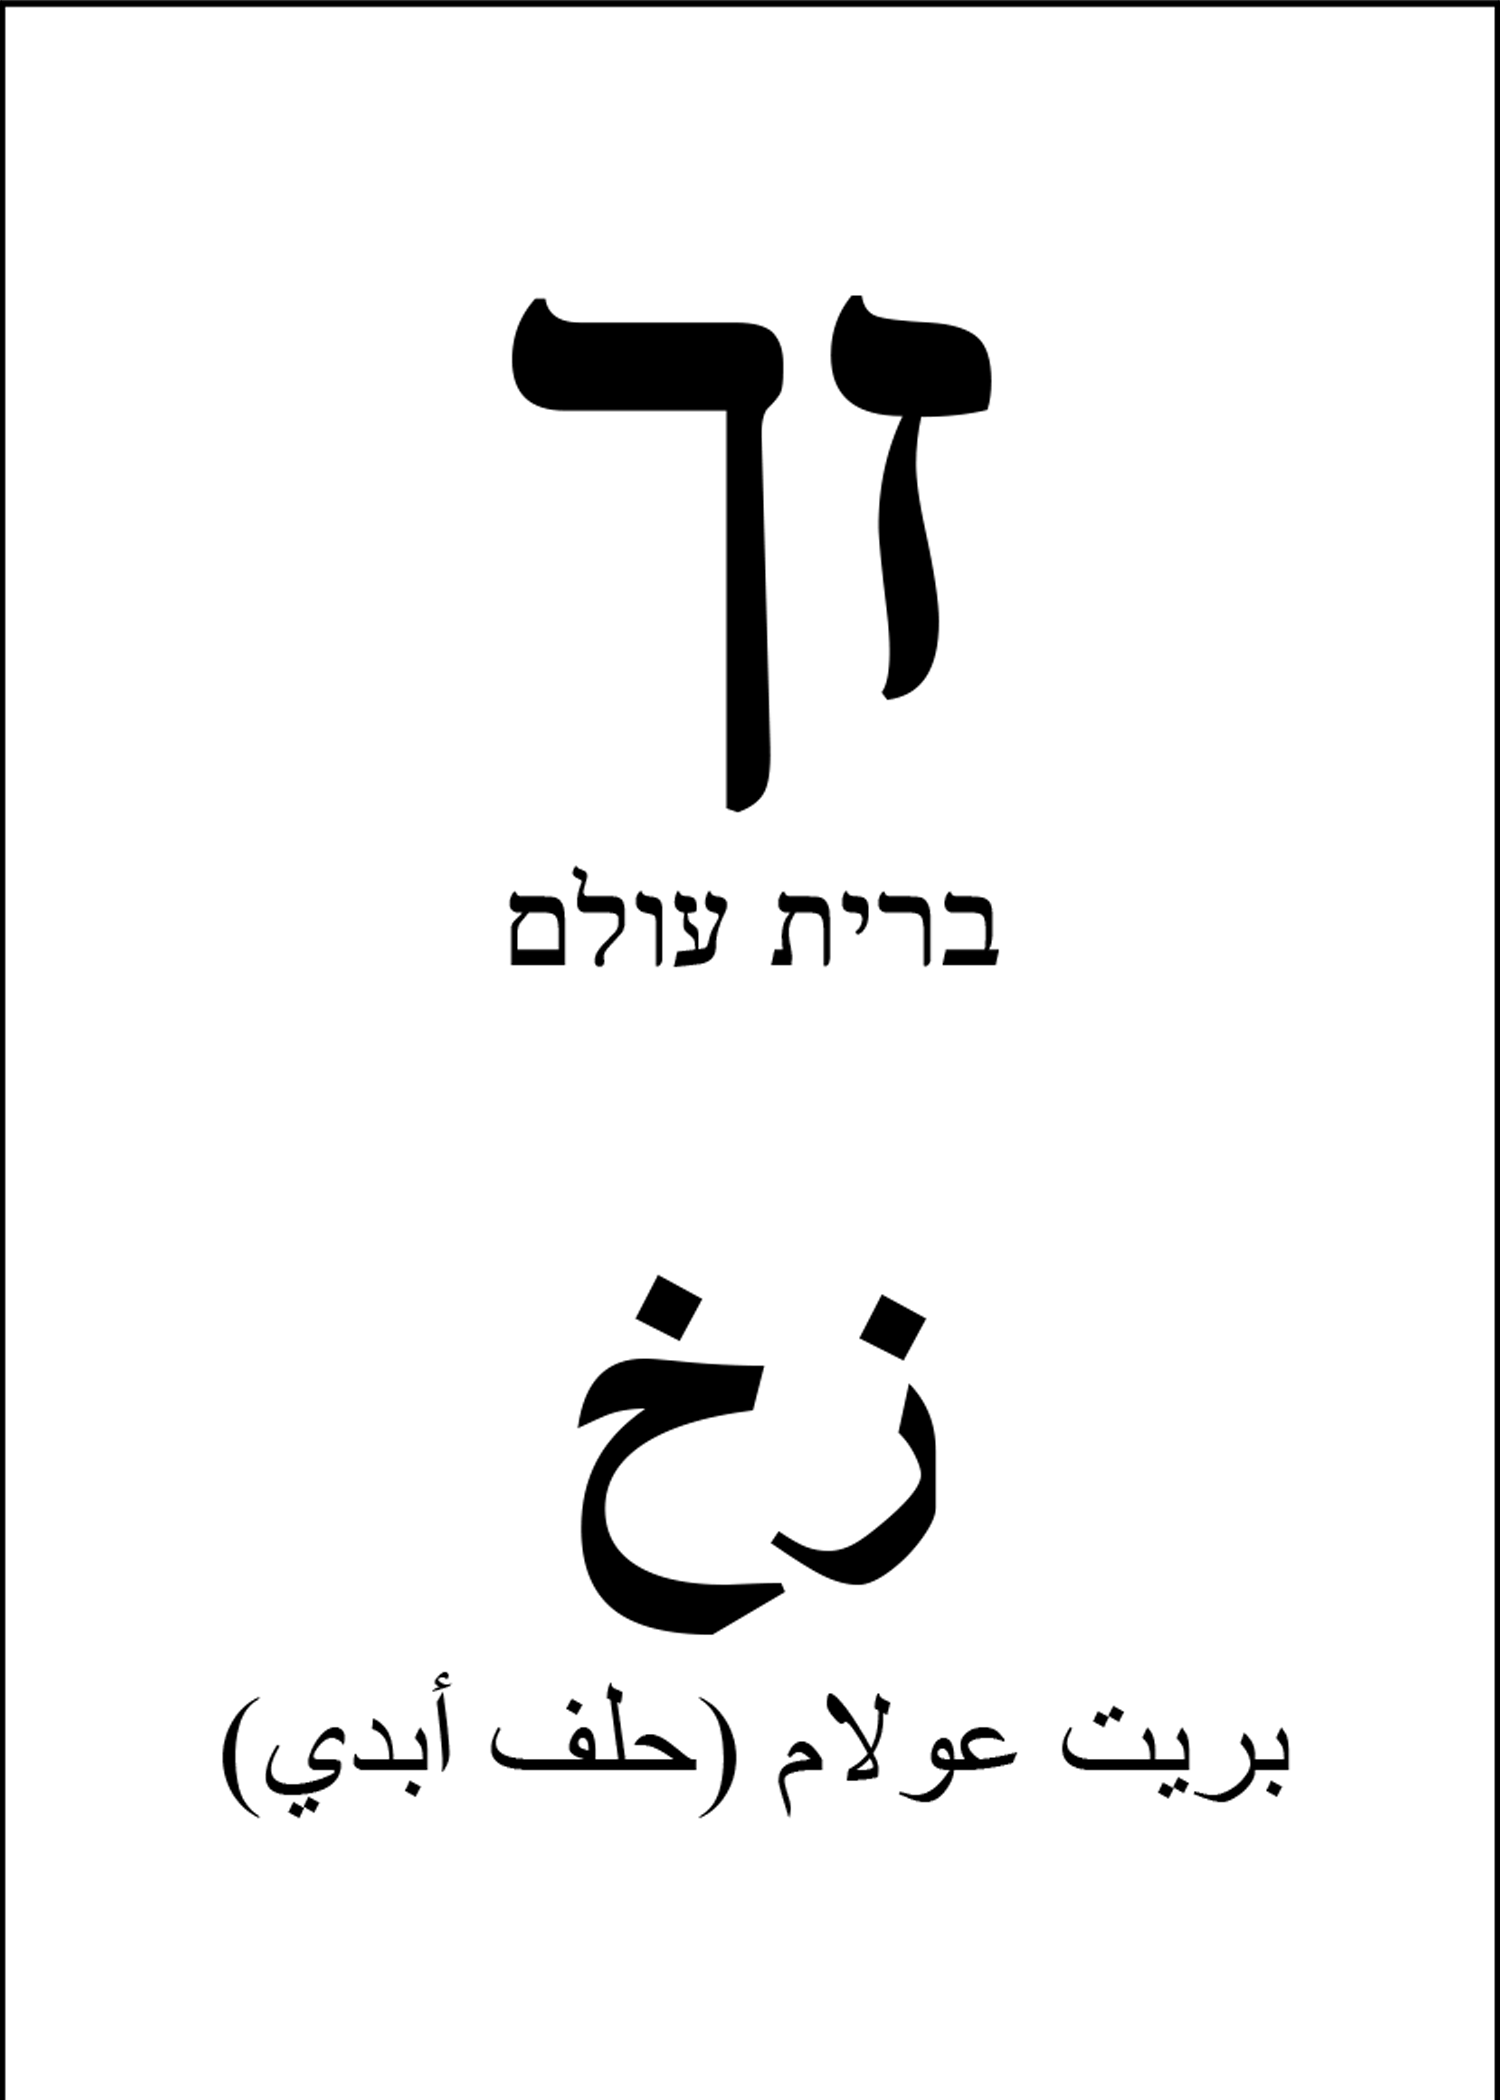 זך
ברית עולם
زخ
بريت عولام (حلف أبدي)